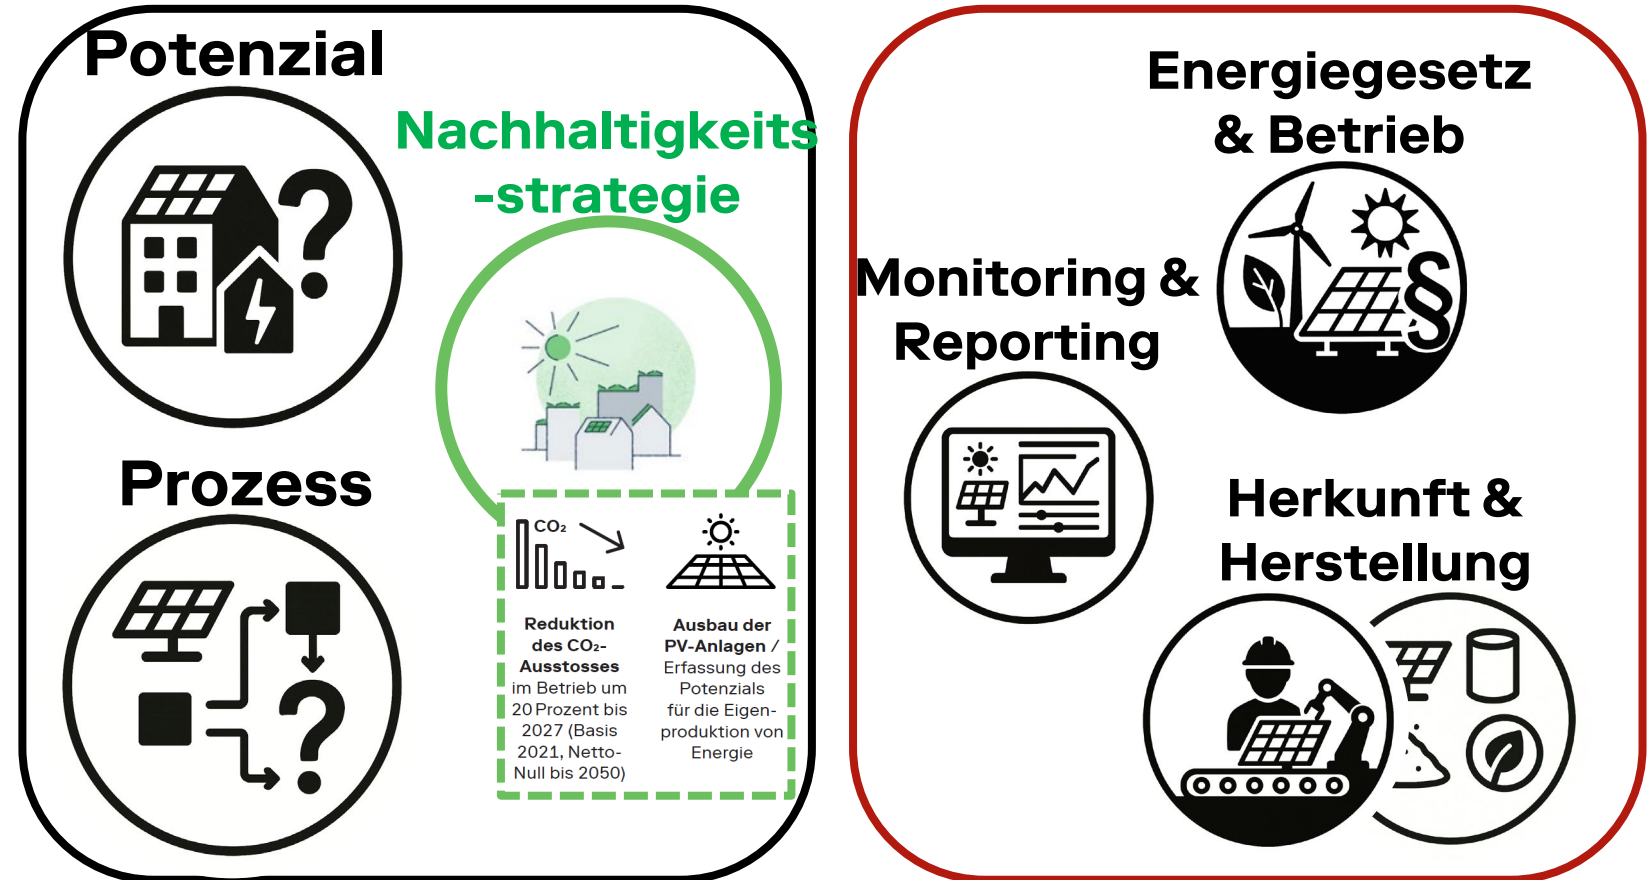 Potenzial
Nachhaltigkeits
-strategie
Prozess
CO₂
Reduktion
des CO₂-
Ausstosses
im Betrieb um
20 Prozent bis
2027 (Basis
2021, Netto-
Null bis 2050)
Ausbau der
PV-Anlagen /
Erfassung des
Potenzials
für die Eigen-
produktion von
Energie
Energiegesetz
& Betrieb
§
Monitoring &
Reporting
Herkunft &
Herstellung